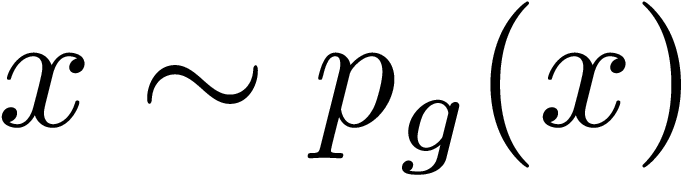 x ∼ p_g(x)